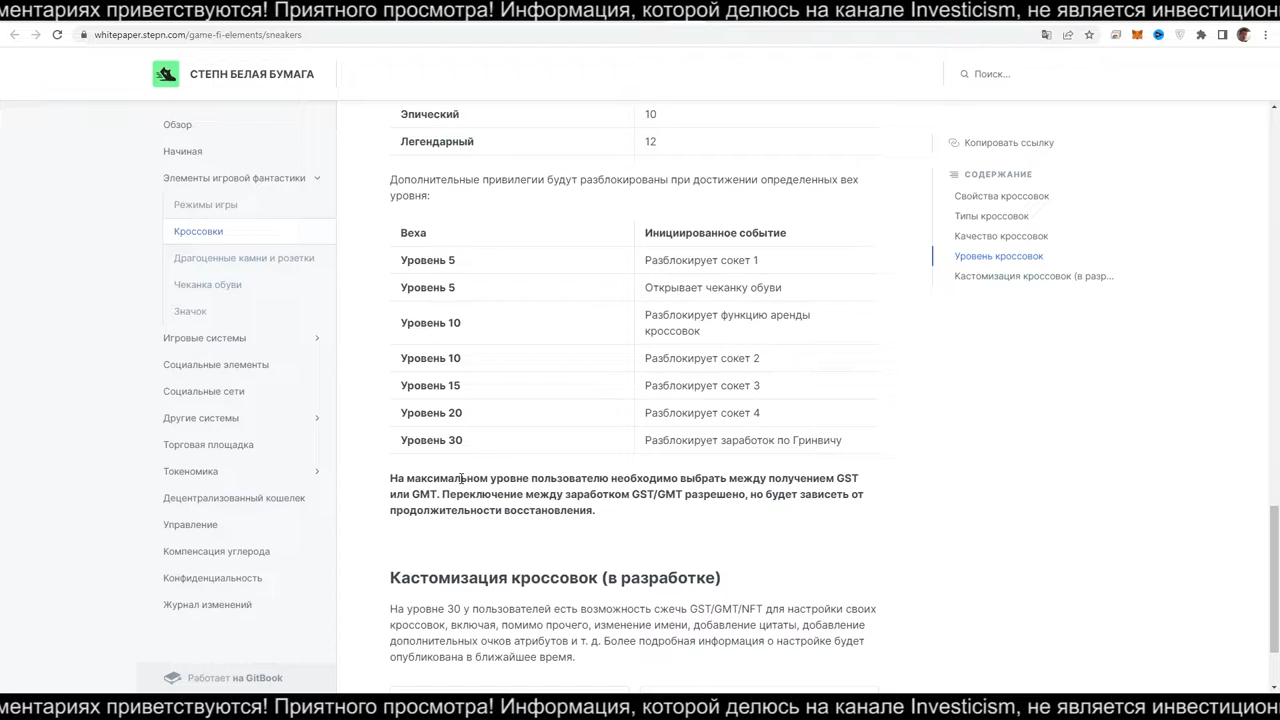 ментариях приветствуются! Приятного просмотра! Информация, которой делюсь на канале Investicism, не является инвестицион
whitepaper.stepn.com/game-fi-elements/sneakers
СТЕПН БЕЛАЯ БУМАГА
Поиск...
Обзор
Начиная
Элементы игровой фантастики
Режимы игры
Кроссовки
Драгоценные камни и розетки
Чеканка обуви
Значок
Игровые системы
Социальные элементы
Социальные сети
Другие системы
Торговая площадка
Токеномика
Децентрализованный кошелек
Управление
Компенсация углерода
Конфиденциальность
Журнал изменений
Работает на GitBook
Эпический 10
Легендарный 12
Дополнительные привилегии будут разблокированы при достижении определенных вех
уровня:
Веха Инициированное событие
Уровень 5 Разблокирует сокет 1
Уровень 5 Открывает чеканку обуви
Уровень 10 Разблокирует функцию аренды
кроссовок
Уровень 10 Разблокирует сокет 2
Уровень 15 Разблокирует сокет 3
Уровень 20 Разблокирует сокет 4
Уровень 30 Разблокирует заработок по Гринвичу
На максимальном уровне пользователю необходимо выбрать между получением GST
или GMT. Переключение между заработком GST/GMT разрешено, но будет зависеть от
продолжительности восстановления.
Кастомизация кроссовок (в разработке)
На уровне 30 у пользователей есть возможность сжечь GST/GMT/NFT для настройки своих
кроссовок, включая, помимо прочего, изменение имени, добавление цитаты, добавление
дополнительных очков атрибутов и т. д. Более подробная информация о настройке будет
опубликована в ближайшее время.
Копировать ссылку
СОДЕРЖАНИЕ
Свойства кроссовок
Типы кроссовок
Качество кроссовок
Уровень кроссовок
Кастомизация кроссовок (в разр...
ментариях приветствуются! Приятного просмотра! Информация, которой делюсь на канале Investicism, не является инвестицион